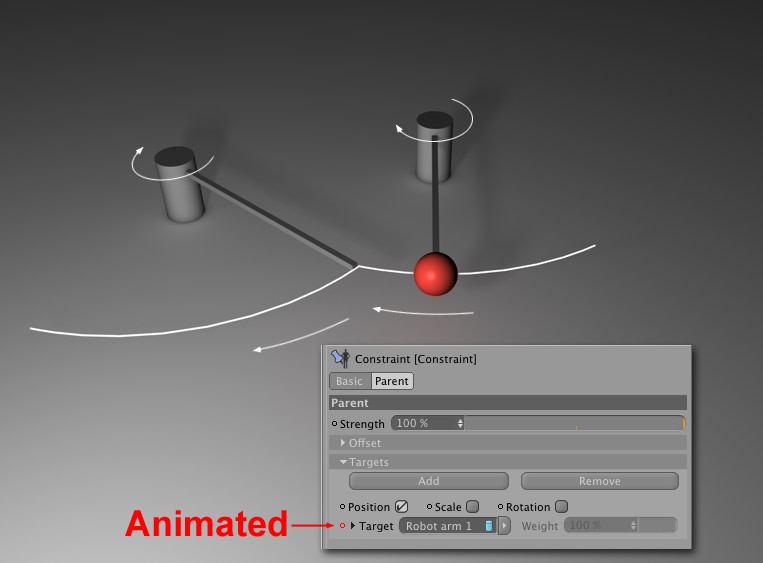 Constraint [Constraint]
Basic Parent
Parent
Strength 100 %
Offset
Targets
Add Remove
Position Scale Rotation
Animated Target Robot arm 1 Weight 100 %